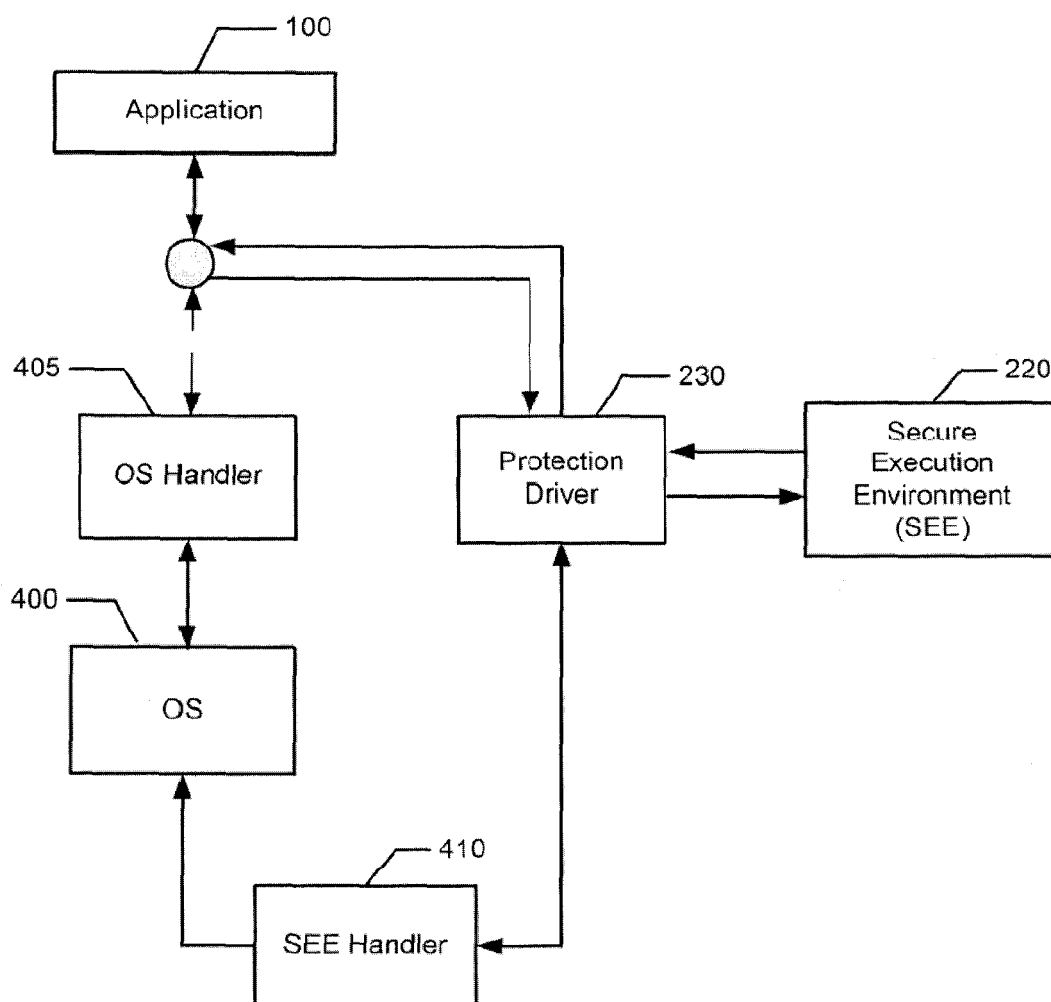 100
Application
405
OS Handler
230
Protection
Driver
220
Secure
Execution
Environment
(SEE)
400
OS
410
SEE Handler